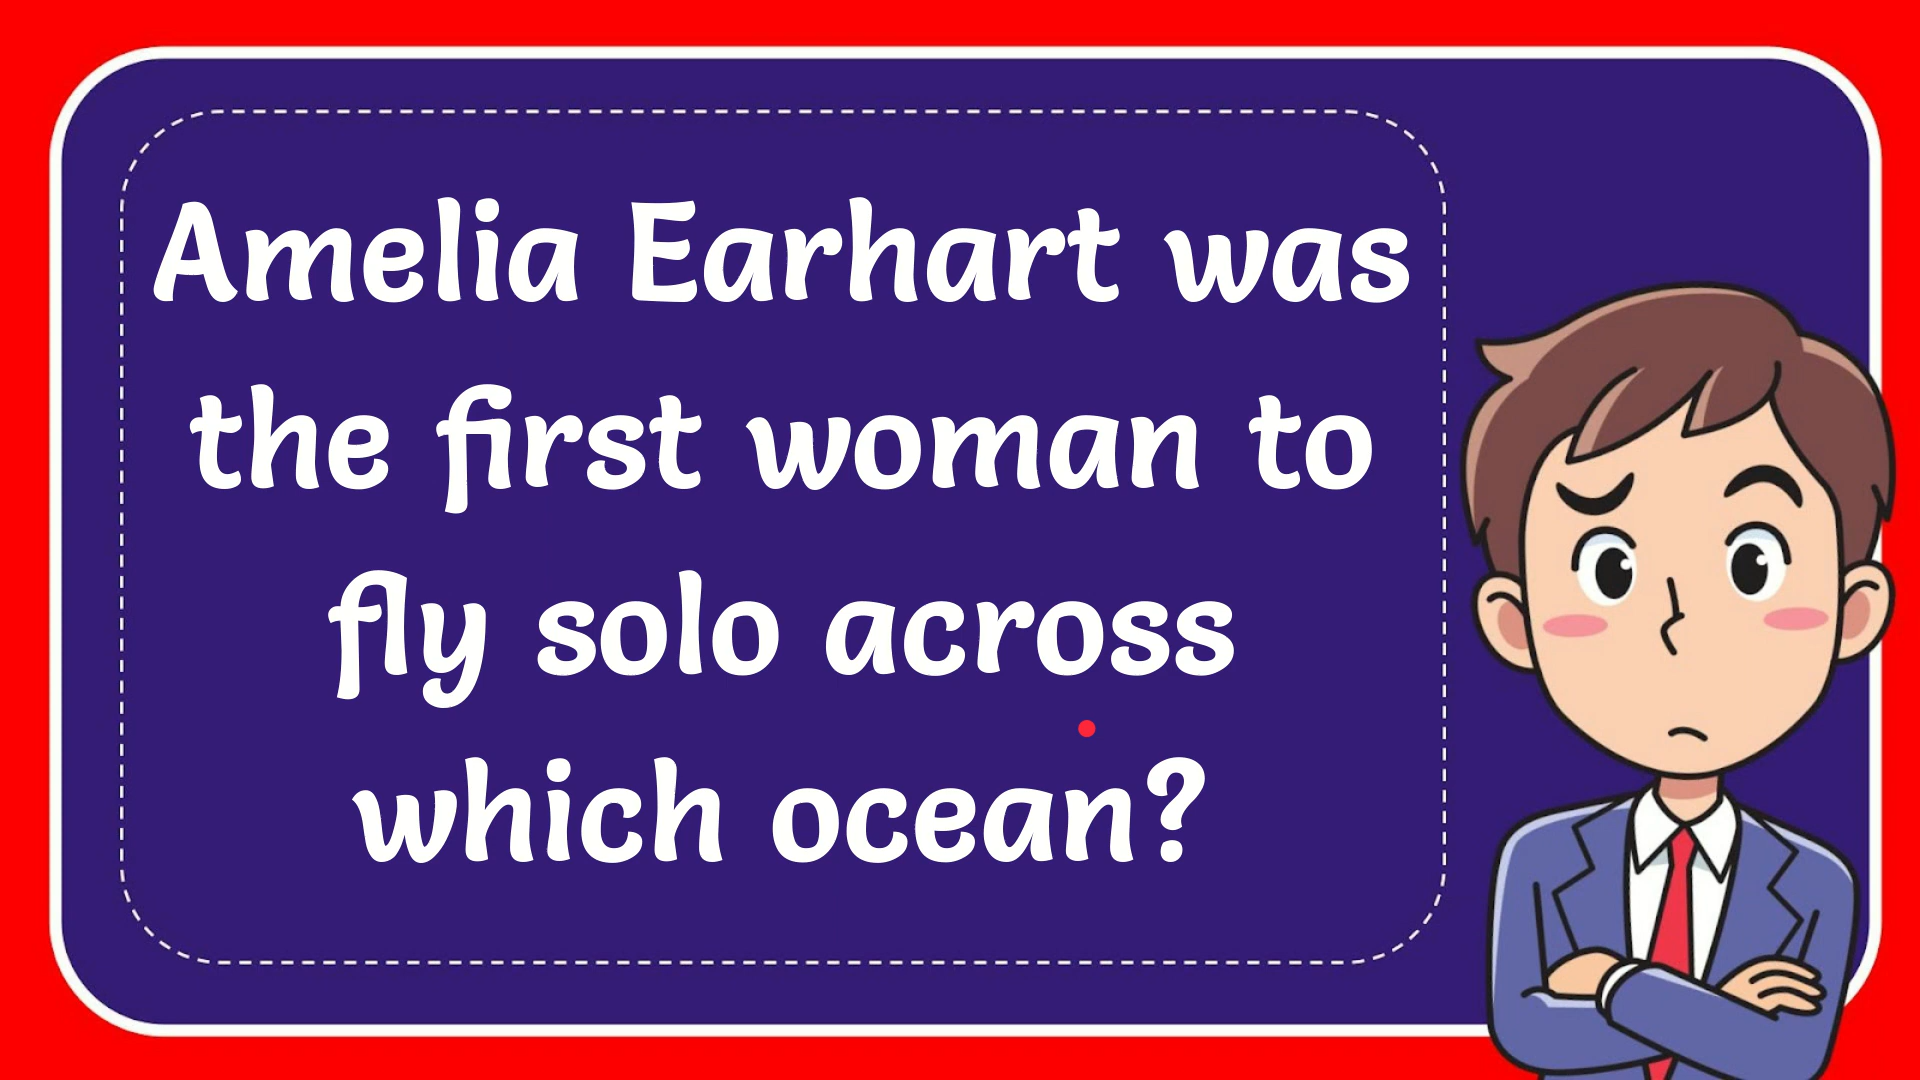 Amelia Earhart was
the first woman to
fly solo across
which ocean?